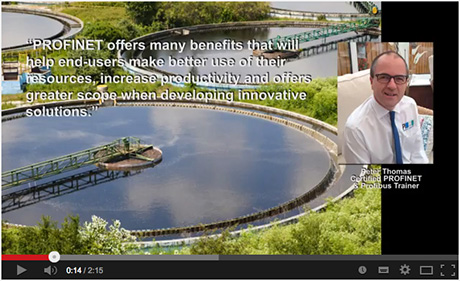 “PROFINET offers many benefits that will
help end-users make better use of their
resources, increase productivity and offers
greater scope when developing innovative
solutions.”
Peter Thomas
Certified PROFINET
& Profibus Trainer
0:14 / 2:15